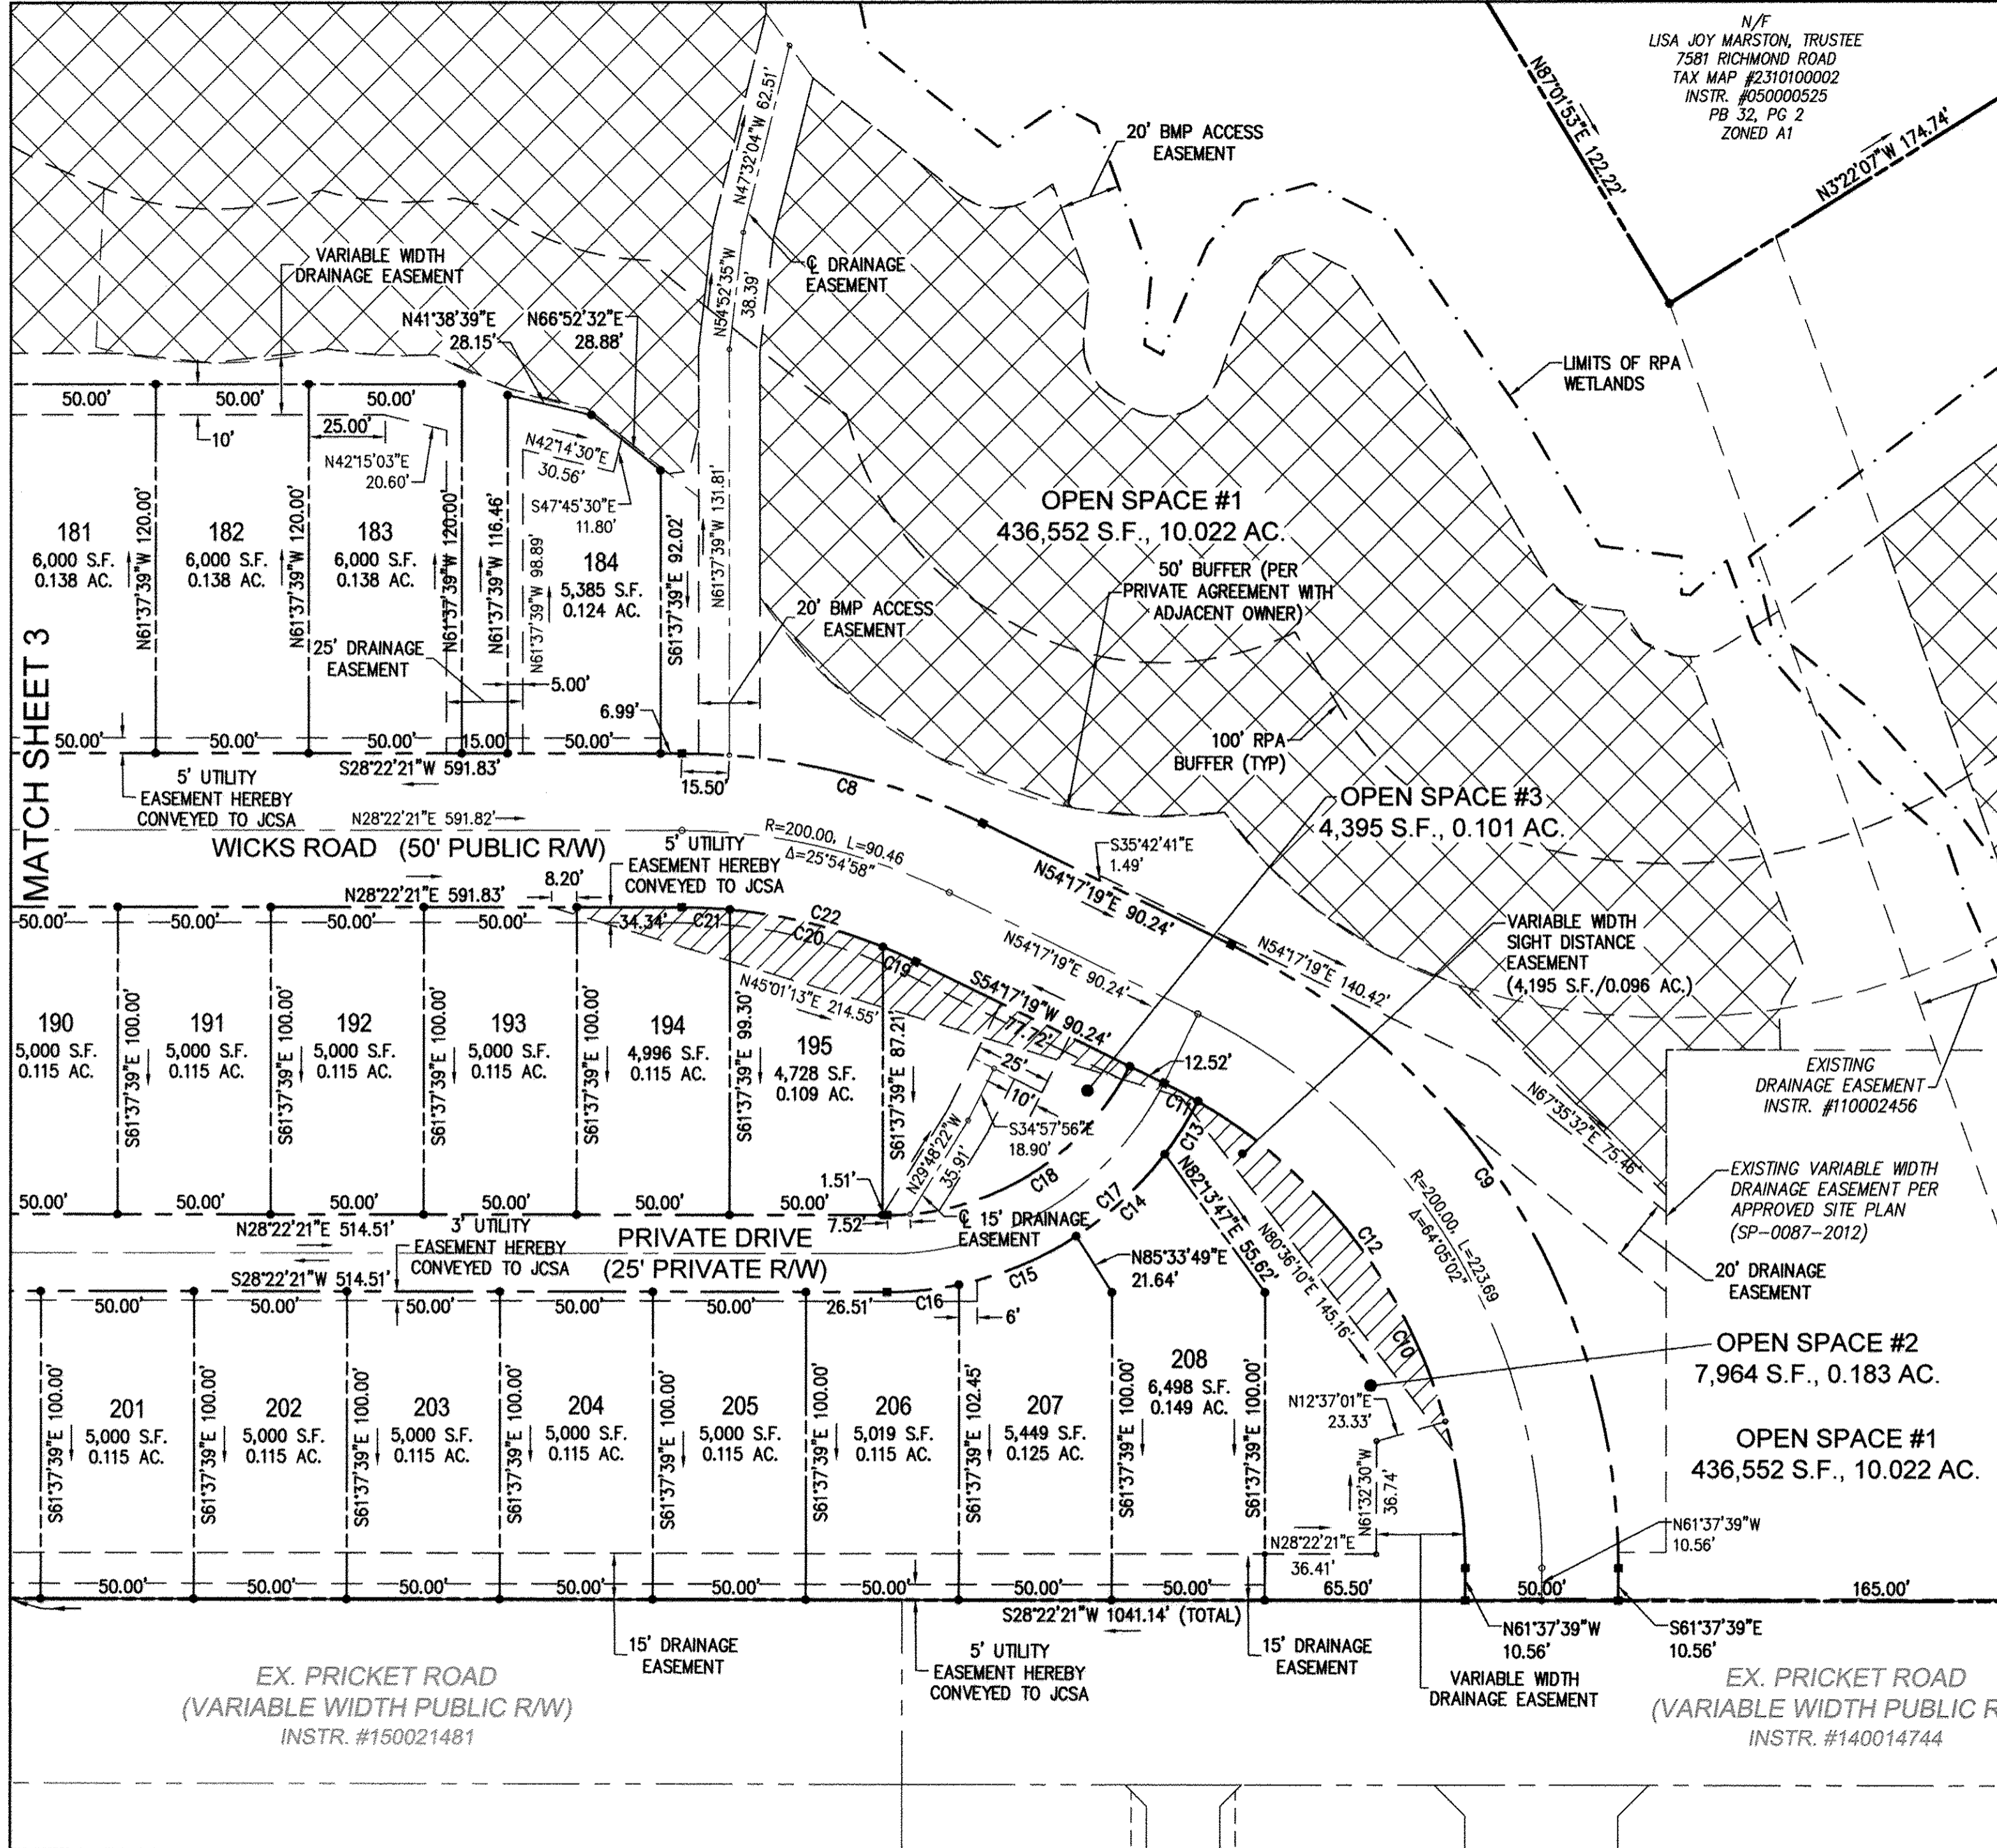 N/F
LISA JOY MARSTON, TRUSTEE
7581 RICHMOND ROAD
TAX MAP #2310100002
INSTR. #050000525
PB 32, PG 2
ZONED A1
N87°01'53"E 122.22'
N3°22'07"W 174.74'
20' BMP ACCESS
EASEMENT
N47°32'04"W 62.51'
℄ DRAINAGE
EASEMENT
N54°52'35"W
38.39'
VARIABLE WIDTH
DRAINAGE EASEMENT
N41°38'39"E
28.15'
N66°52'32"E
28.88'
LIMITS OF RPA
WETLANDS
50.00'
50.00'
50.00'
10'
25.00'
N42°15'03"E
20.60'
N42°14'30"E
30.56'
S47°45'30"E
11.80'
OPEN SPACE #1
436,552 S.F., 10.022 AC.
50' BUFFER (PER
PRIVATE AGREEMENT WITH
ADJACENT OWNER)
181
6,000 S.F.
0.138 AC.
N61°37'39"W 120.00'
182
6,000 S.F.
0.138 AC.
N61°37'39"W 120.00'
183
6,000 S.F.
0.138 AC.
N61°37'39"W 120.00'
N61°37'39"W 116.46'
N61°37'39"W 98.89'
184
5,385 S.F.
0.124 AC.
S61°37'39"E 92.02'
N61°37'39"W 131.81'
20' BMP ACCESS
EASEMENT
25' DRAINAGE
EASEMENT
5.00'
6.99'
MATCH SHEET 3
50.00'
50.00'
50.00'
15.00'
50.00'
S28°22'21"W 591.83'
15.50'
C8
100' RPA
BUFFER (TYP)
5' UTILITY
EASEMENT HEREBY
CONVEYED TO JCSA
N28°22'21"E 591.82'
WICKS ROAD (50' PUBLIC R/W)
R=200.00, L=90.46
Δ=25°54'58"
OPEN SPACE #3
4,395 S.F., 0.101 AC.
S35°42'41"E
1.49'
N54°17'19"E 90.24'
5' UTILITY
EASEMENT HEREBY
CONVEYED TO JCSA
N28°22'21"E 591.83'
8.20'
50.00'
50.00'
50.00'
50.00'
34.34'
C21
C22
C20
C19
N45°01'13"E 214.55'
S54°17'19"W 90.24'
77.72'
N54°17'19"E 90.24'
N54°17'19"E 140.42'
VARIABLE WIDTH
SIGHT DISTANCE
EASEMENT
(4,195 S.F./0.096 AC.)
190
5,000 S.F.
0.115 AC.
S61°37'39"E 100.00'
191
5,000 S.F.
0.115 AC.
S61°37'39"E 100.00'
192
5,000 S.F.
0.115 AC.
S61°37'39"E 100.00'
193
5,000 S.F.
0.115 AC.
S61°37'39"E 100.00'
194
4,996 S.F.
0.115 AC.
S61°37'39"E 99.30'
195
4,728 S.F.
0.109 AC.
S61°37'39"E 87.21'
25'
10'
12.52'
C11
S34°57'56"E
18.90'
N29°48'22"W
35.91'
C13
C18
C17
C14
N82°13'47"E 55.62'
N80°36'10"E 145.16'
C12
C9
R=200.00, L=223.69
Δ=64°05'02"
N67°35'32"E 75.46'
EXISTING
DRAINAGE EASEMENT
INSTR. #110002456
EXISTING VARIABLE WIDTH
DRAINAGE EASEMENT PER
APPROVED SITE PLAN
(SP-0087-2012)
20' DRAINAGE
EASEMENT
1.51'
7.52'
50.00'
50.00'
50.00'
50.00'
50.00'
50.00'
N28°22'21"E 514.51'
3' UTILITY
EASEMENT HEREBY
CONVEYED TO JCSA
PRIVATE DRIVE
(25' PRIVATE R/W)
℄ 15' DRAINAGE
EASEMENT
N85°33'49"E
21.64'
C15
C16
6'
S28°22'21"W 514.51'
50.00'
50.00'
50.00'
50.00'
50.00'
26.51'
C10
OPEN SPACE #2
7,964 S.F., 0.183 AC.
S61°37'39"E 100.00'
201
5,000 S.F.
0.115 AC.
S61°37'39"E 100.00'
202
5,000 S.F.
0.115 AC.
S61°37'39"E 100.00'
203
5,000 S.F.
0.115 AC.
S61°37'39"E 100.00'
204
5,000 S.F.
0.115 AC.
S61°37'39"E 100.00'
205
5,000 S.F.
0.115 AC.
S61°37'39"E 100.00'
206
5,019 S.F.
0.115 AC.
S61°37'39"E 102.45'
207
5,449 S.F.
0.125 AC.
S61°37'39"E 100.00'
208
6,498 S.F.
0.149 AC.
S61°37'39"E 100.00'
N12°37'01"E
23.33'
N61°32'30"W
36.74'
N28°22'21"E
36.41'
OPEN SPACE #1
436,552 S.F., 10.022 AC.
N61°37'39"W
10.56'
50.00'
50.00'
50.00'
50.00'
50.00'
50.00'
50.00'
50.00'
65.50'
50.00'
165.00'
S28°22'21"W 1041.14' (TOTAL)
15' DRAINAGE
EASEMENT
5' UTILITY
EASEMENT HEREBY
CONVEYED TO JCSA
15' DRAINAGE
EASEMENT
N61°37'39"W
10.56'
S61°37'39"E
10.56'
VARIABLE WIDTH
DRAINAGE EASEMENT
EX. PRICKET ROAD
(VARIABLE WIDTH PUBLIC R/W)
INSTR. #150021481
EX. PRICKET ROAD
(VARIABLE WIDTH PUBLIC R
INSTR. #140014744